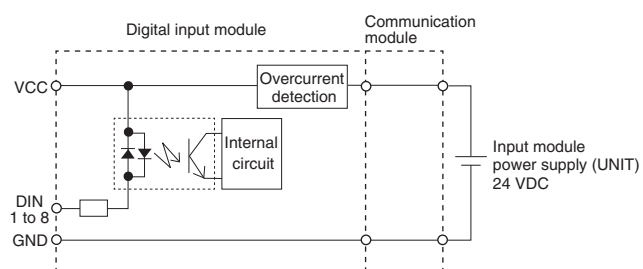 Digital input module
Communication
module
VCC
Overcurrent
detection
Internal
circuit
Input module
power supply (UNIT)
24 VDC
DIN
1 to 8
GND